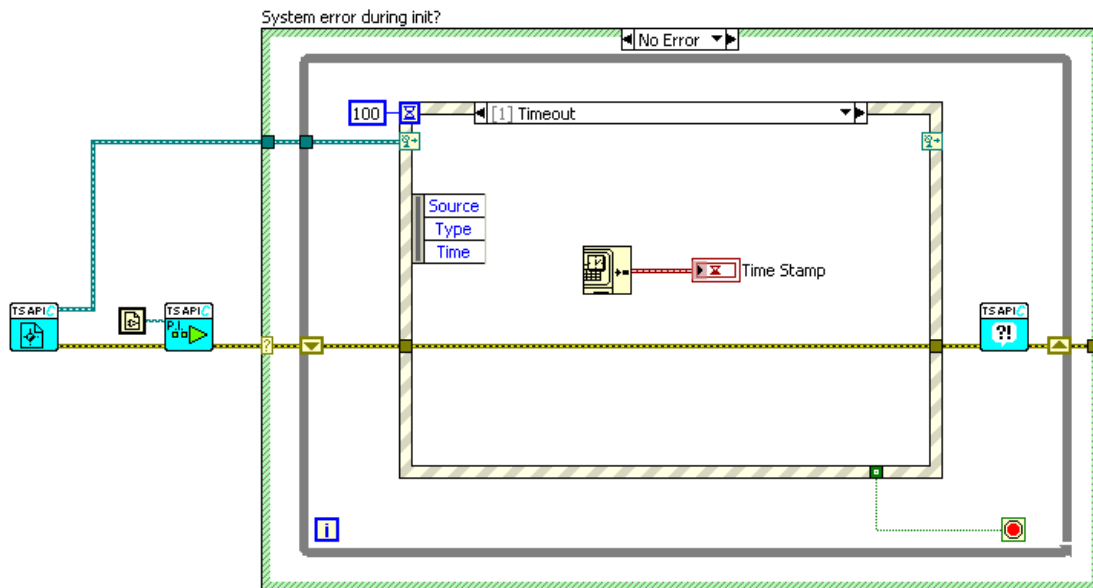 System error during init?
No Error
100
[1] Timeout
Source
Type
Time
Time Stamp
TS API C
TS API C
P.I.
TS API C
?!
?
i